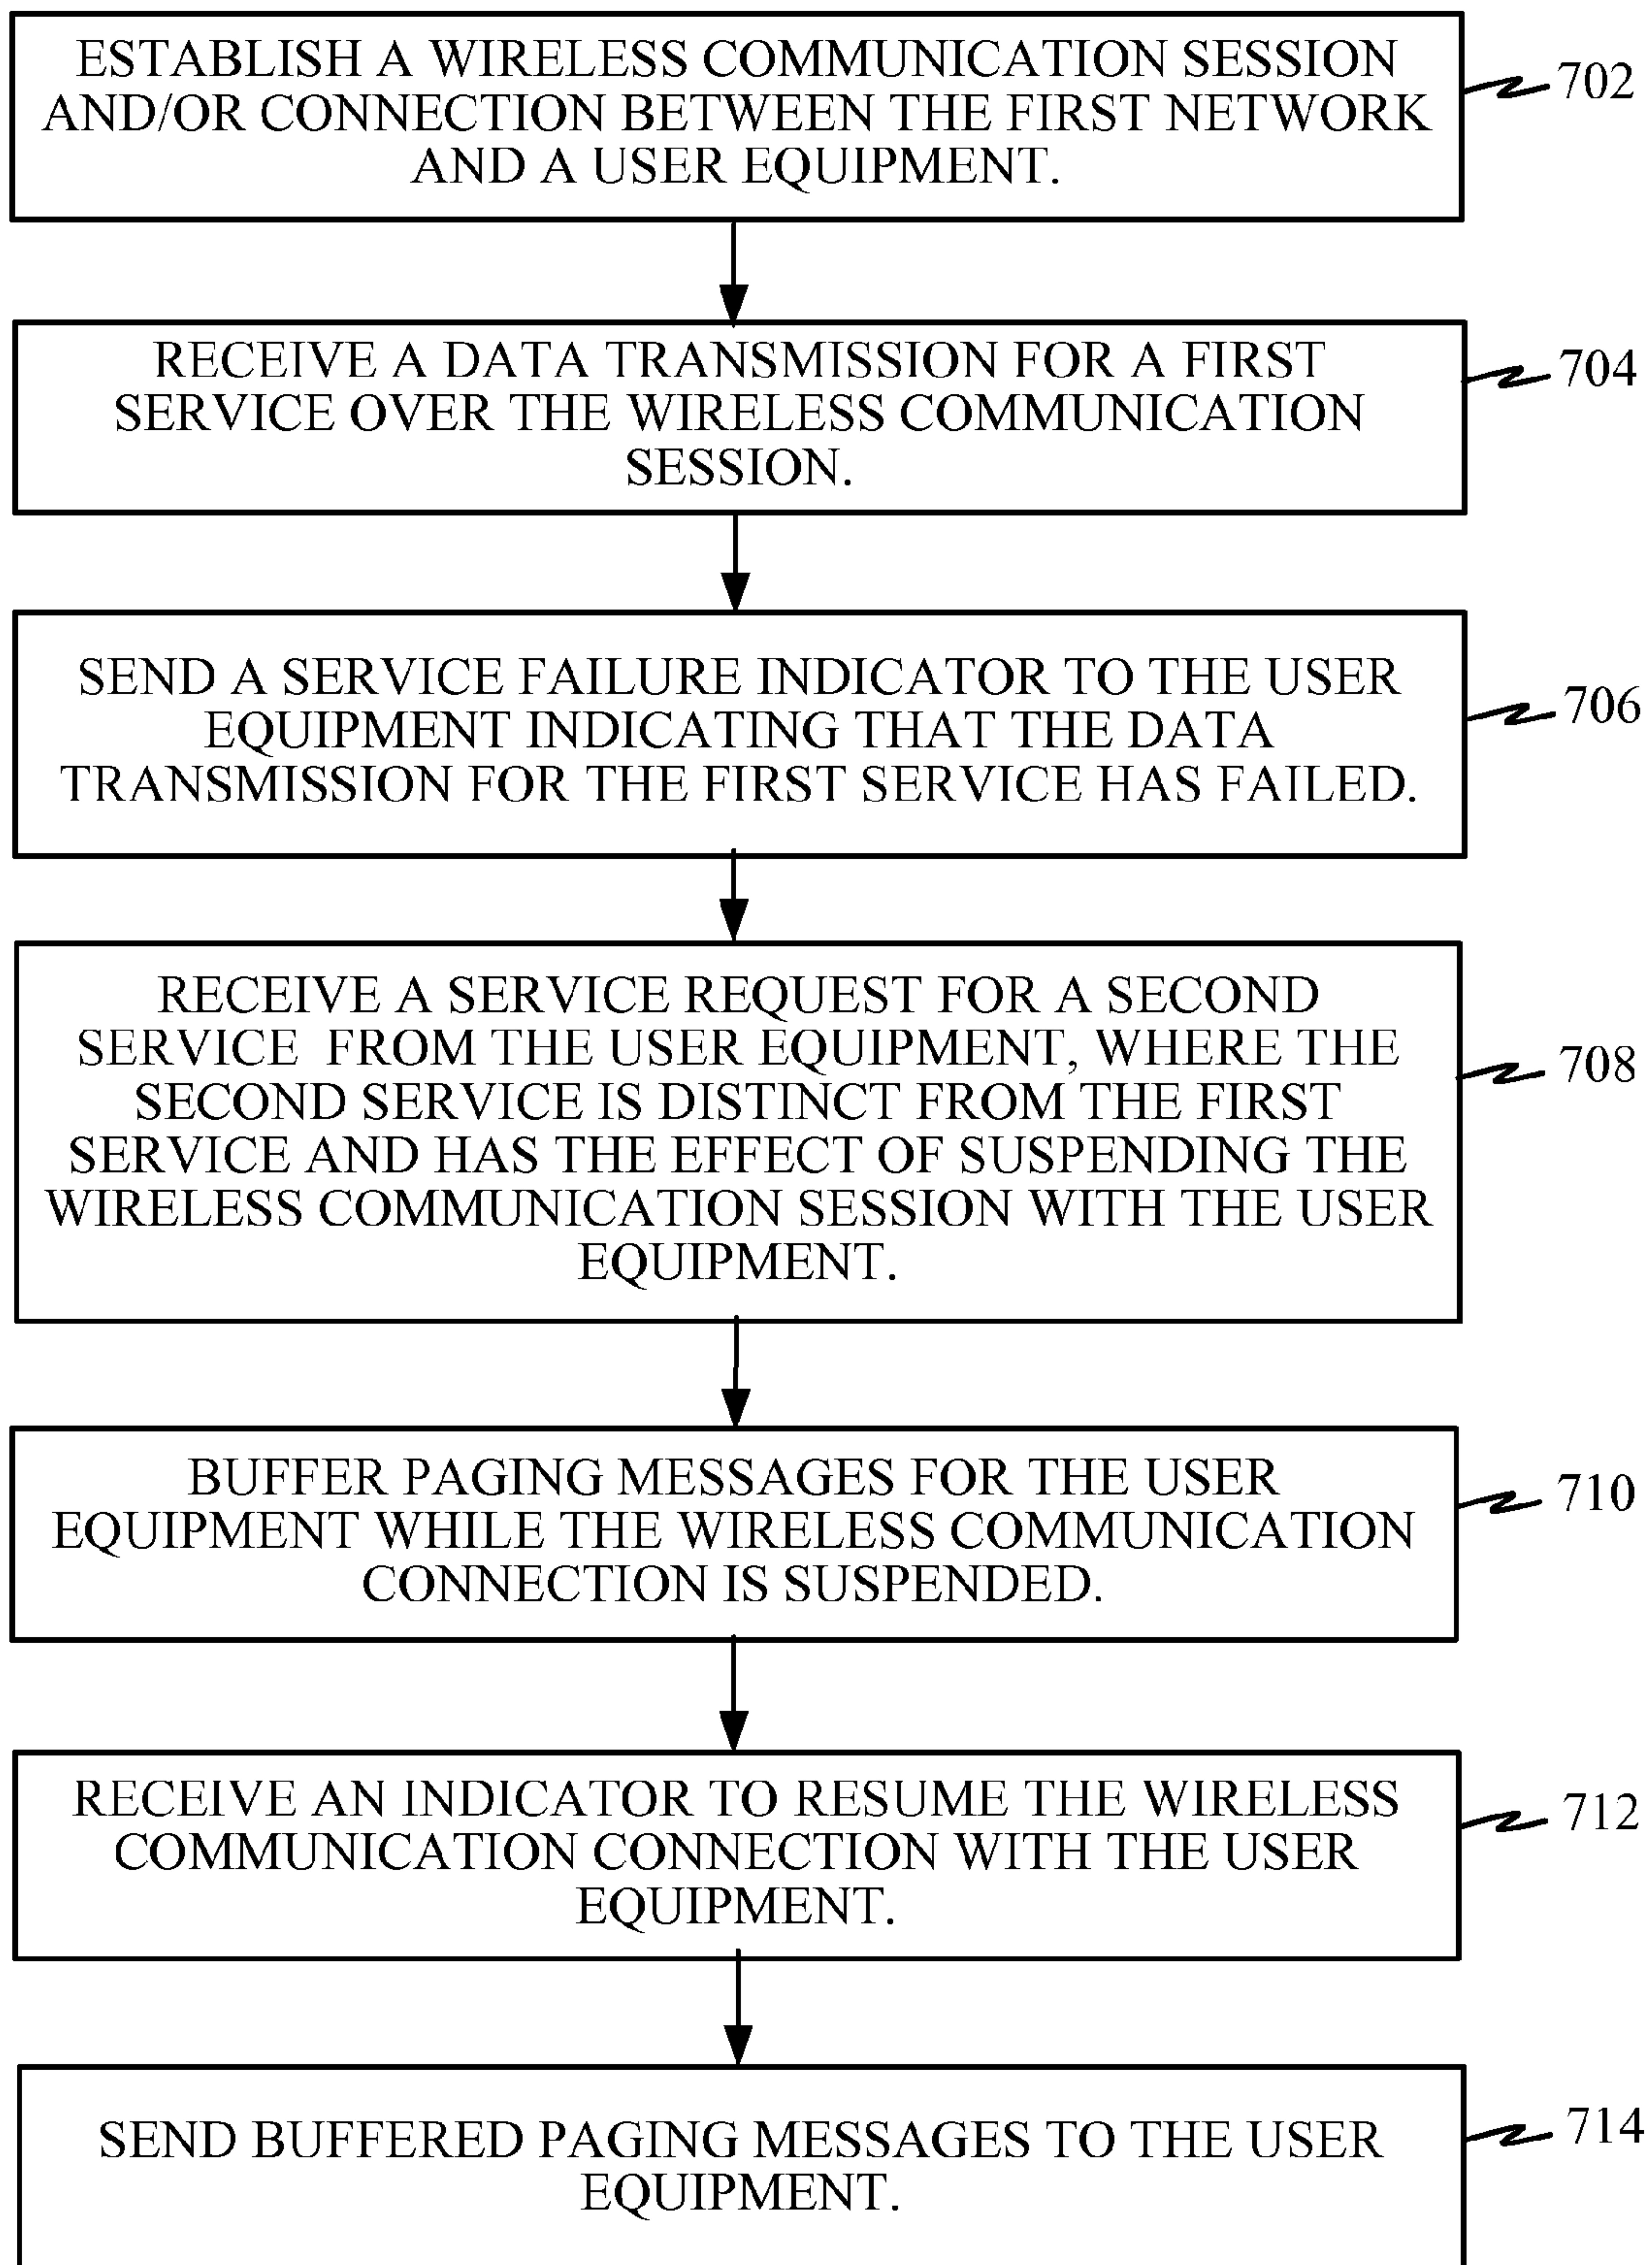 ESTABLISH A WIRELESS COMMUNICATION SESSION
AND/OR CONNECTION BETWEEN THE FIRST NETWORK
AND A USER EQUIPMENT.
702
RECEIVE A DATA TRANSMISSION FOR A FIRST
SERVICE OVER THE WIRELESS COMMUNICATION
SESSION.
704
SEND A SERVICE FAILURE INDICATOR TO THE USER
EQUIPMENT INDICATING THAT THE DATA
TRANSMISSION FOR THE FIRST SERVICE HAS FAILED.
706
RECEIVE A SERVICE REQUEST FOR A SECOND
SERVICE FROM THE USER EQUIPMENT, WHERE THE
SECOND SERVICE IS DISTINCT FROM THE FIRST
SERVICE AND HAS THE EFFECT OF SUSPENDING THE
WIRELESS COMMUNICATION SESSION WITH THE USER
EQUIPMENT.
708
BUFFER PAGING MESSAGES FOR THE USER
EQUIPMENT WHILE THE WIRELESS COMMUNICATION
CONNECTION IS SUSPENDED.
710
RECEIVE AN INDICATOR TO RESUME THE WIRELESS
COMMUNICATION CONNECTION WITH THE USER
EQUIPMENT.
712
SEND BUFFERED PAGING MESSAGES TO THE USER
EQUIPMENT.
714